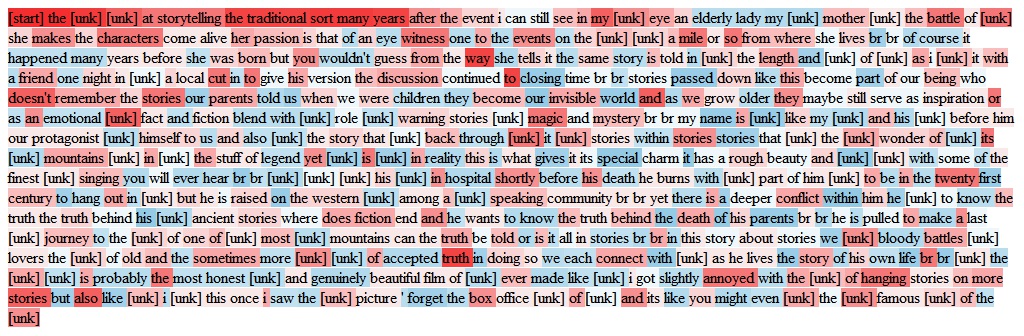 [start] the [unk] [unk] at storytelling the traditional sort many years after the event i can still see in my [unk] eye an elderly lady my [unk] mother [unk] the battle of [unk]
she makes the characters come alive her passion is that of an eye witness one to the events on the [unk] [unk] a mile or so from where she lives br br of course it
happened many years before she was born but you wouldn't guess from the way she tells it the same story is told in [unk] the length and [unk] of [unk] as i [unk] it with
a friend one night in [unk] a local cut in to give his version the discussion continued to closing time br br stories passed down like this become part of our being who
doesn't remember the stories our parents told us when we were children they become our invisible world and as we grow older they maybe still serve as inspiration or
as an emotional [unk] fact and fiction blend with [unk] role [unk] warning stories [unk] magic and mystery br br my name is [unk] like my [unk] and his [unk] before him
our protagonist [unk] himself to us and also [unk] the story that [unk] back through [unk] it [unk] stories within stories stories that [unk] the [unk] wonder of [unk] its
[unk] mountains [unk] in [unk] the stuff of legend yet [unk] is [unk] in reality this is what gives it its special charm it has a rough beauty and [unk] [unk] with some of the
finest [unk] singing you will ever hear br br [unk] [unk] [unk] his [unk] in hospital shortly before his death he burns with [unk] part of him [unk] to be in the twenty first
century to hang out in [unk] but he is raised on the western [unk] among a [unk] speaking community br br yet there is a deeper conflict within him he [unk] to know the
truth the truth behind his [unk] ancient stories where does fiction end and he wants to know the truth behind the death of his parents br br he is pulled to make a last
[unk] journey to the [unk] of one of [unk] most [unk] mountains can the truth be told or is it all in stories br br in this story about stories we [unk] bloody battles [unk]
lovers the [unk] of old and the sometimes more [unk] [unk] of accepted truth in doing so we each connect with [unk] as he lives the story of his own life br br [unk] the
[unk] [unk] is probably the most honest [unk] and genuinely beautiful film of [unk] ever made like [unk] i got slightly annoyed with the [unk] of hanging stories on more
stories but also like [unk] i [unk] this once i saw the [unk] picture ' forget the box office [unk] of [unk] and its like you might even [unk] the [unk] famous [unk] of the
[unk]